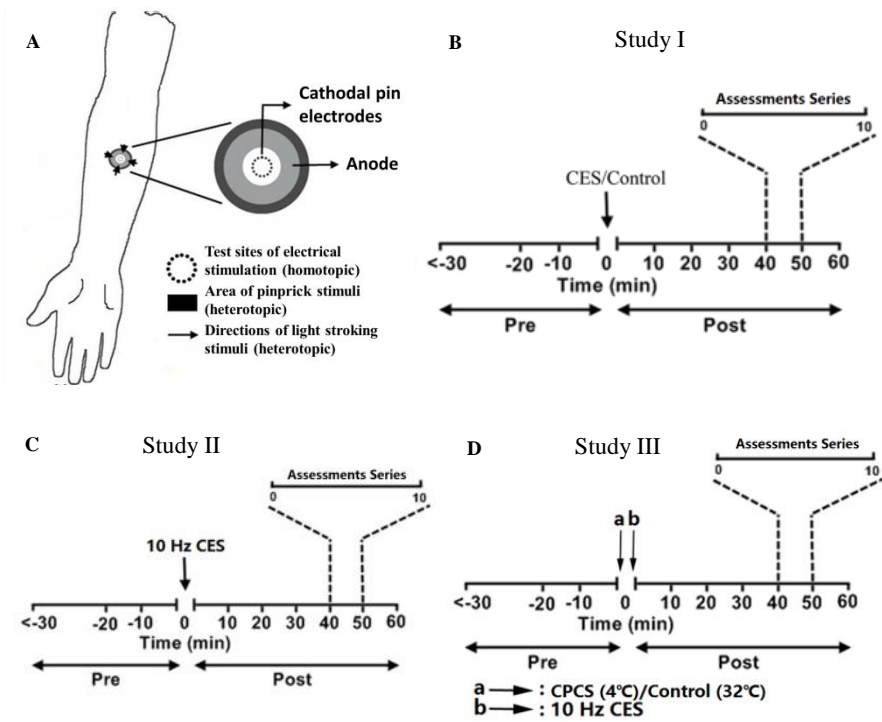 A
Cathodal pin
electrodes
Anode
Test sites of electrical
stimulation (homotopic)
Area of pinprick stimuli
(heterotopic)
Directions of light stroking
stimuli (heterotopic)
B
Study I
Assessments Series
0 10
CES/Control
<-30 -20 -10 0 10 20 30 40 50 60
Time (min)
Pre Post
C
Study II
Assessments Series
0 10
10 Hz CES
<-30 -20 -10 0 10 20 30 40 50 60
Time (min)
Pre Post
D
Study III
Assessments Series
0 10
a b
<-30 -20 -10 0 10 20 30 40 50 60
Time (min)
Pre Post
a : CPCS (4℃)/Control (32℃)
b : 10 Hz CES